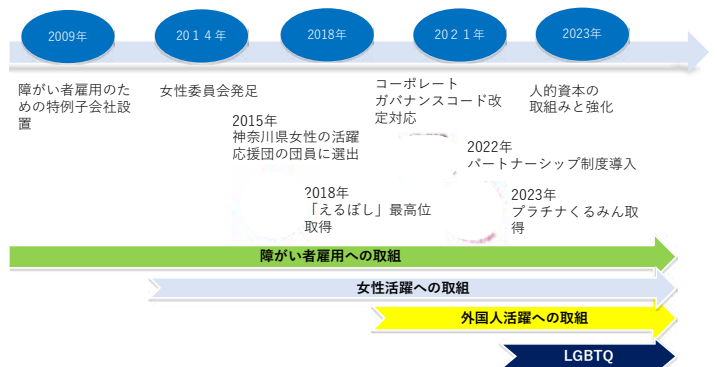 2009年
2014年
2018年
2021年
2023年
障がい者雇用のた
めの特例子会社設
置
女性委員会発足
2015年
神奈川県女性の活躍
応援団の団員に選出
2018年
「えるぼし」最高位
取得
コーポレート
ガバナンスコード改
定対応
2022年
パートナーシップ制度導入
人的資本の
取組みと強化
2023年
プラチナくるみん取
得
障がい者雇用への取組
女性活躍への取組
外国人活躍への取組
LGBTQ